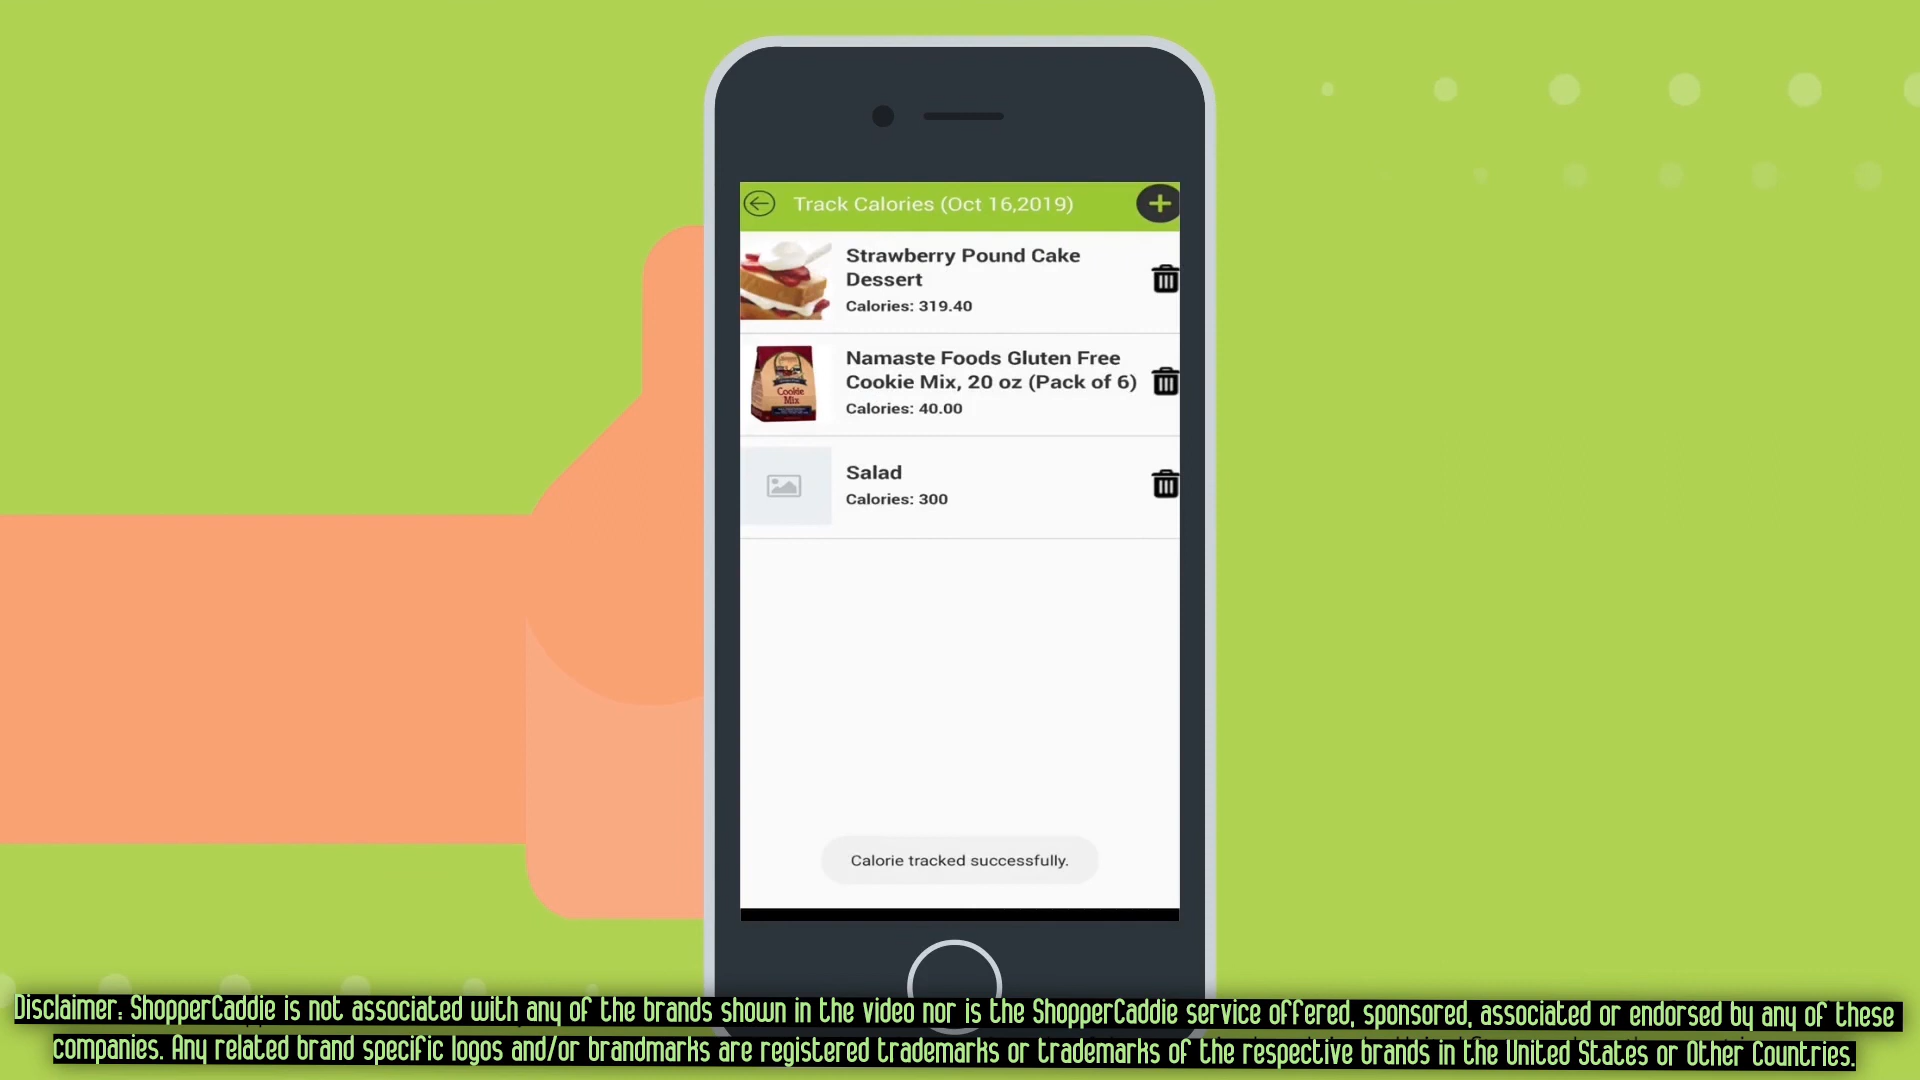 Track Calories (Oct 16,2019)
Strawberry Pound Cake
Dessert
Calories: 319.40
Namaste Foods Gluten Free
Cookie Mix, 20 oz (Pack of 6)
Calories: 40.00
Cookie
Mix
Salad
Calories: 300
Calorie tracked successfully.
Disclaimer: ShopperCaddie is not associated with any of the brands shown in the video nor is the ShopperCaddie service offered, sponsored, associated or endorsed by any of these
companies. Any related brand specific logos and/or brandmarks are registered trademarks or trademarks of the respective brands in the United States or Other Countries.